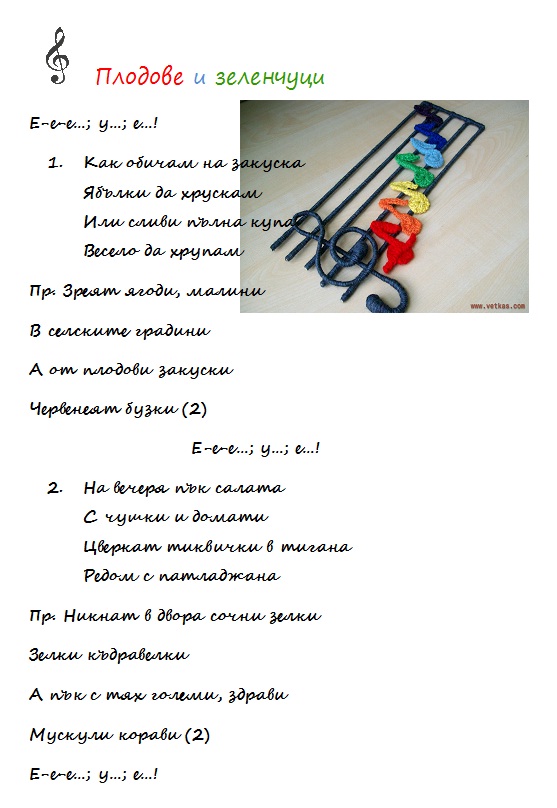 Плодове и зеленчуци
Е-е-е...; у...; е...!
1. Как обичам на закуска
Ябълки да хрускам
Или сливи пълна купа
Весело да хрупам
Пр. Зреят ягоди, малини
В селските градини
А от плодови закуски
Червенеят бузки (2)
Е-е-е...; у...; е...!
2. На вечеря пък салата
С чушки и домати
Цверкат тиквички в тигана
Редом с патладжана
Пр. Никнат в двора сочни зелки
Зелки къдравелки
А пък с тях големи, здрави
Мускули корави (2)
Е-е-е...; у...; е...!
www.vetkas.com